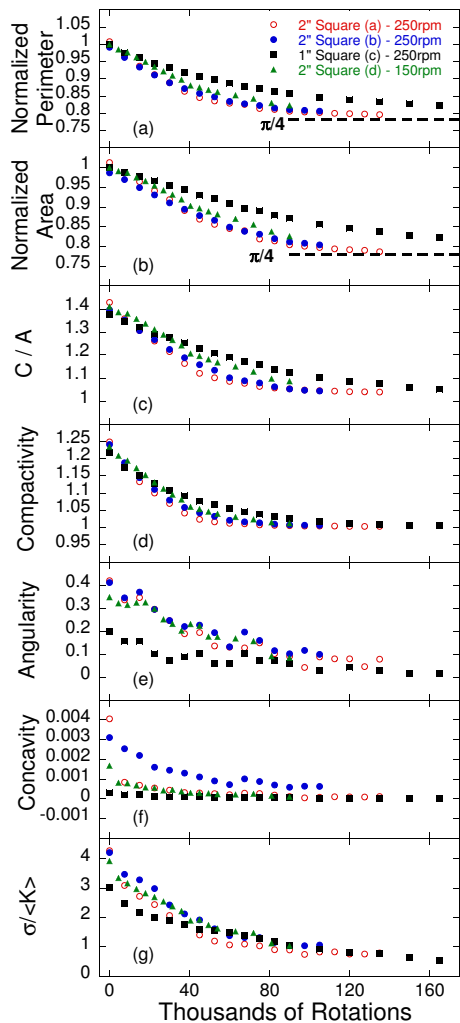 Normalized Perimeter
1.05
1
0.95
0.9
0.85
0.8
0.75
2" Square (a) - 250rpm
2" Square (b) - 250rpm
1" Square (c) - 250rpm
2" Square (d) - 150rpm
(a)
π/4
Normalized Area
1
0.95
0.9
0.85
0.8
0.75
(b)
π/4
C / A
1.4
1.3
1.2
1.1
1
(c)
Compactivity
1.25
1.2
1.15
1.1
1.05
1
0.95
(d)
Angularity
0.4
0.3
0.2
0.1
0
(e)
Concavity
0.004
0.003
0.002
0.001
0
-0.001
(f)
σ/<K>
4
3
2
1
0
(g)
0 40 80 120 160
Thousands of Rotations